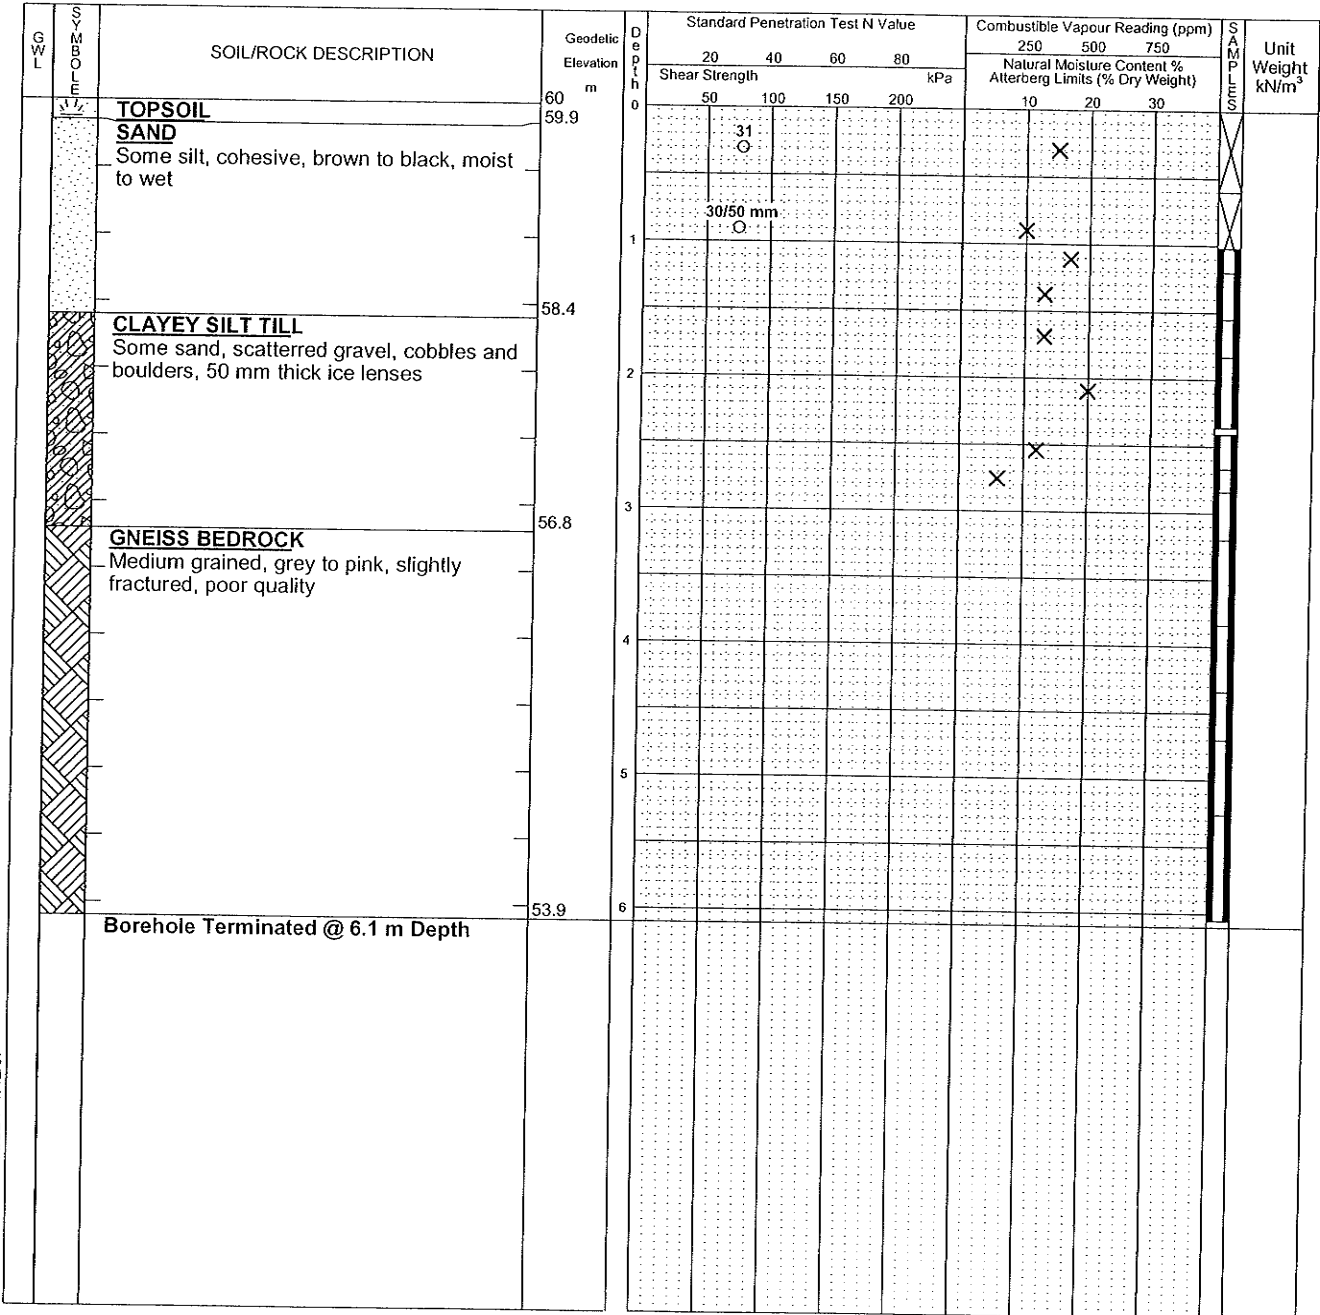 GWL
SYMBOLE
SOIL/ROCK DESCRIPTION
Geodelic
Elevation
m
Depth
Standard Penetration Test N Value
20 40 60 80
Shear Strength kPa
50 100 150 200
Combustible Vapour Reading (ppm)
250 500 750
Natural Moisture Content %
Atterberg Limits (% Dry Weight)
10 20 30
SAMPLES
Unit
Weight
kN/m³
60
0
TOPSOIL
59.9
SAND
Some silt, cohesive, brown to black, moist
to wet
31
30/50 mm
1
58.4
CLAYEY SILT TILL
Some sand, scatterred gravel, cobbles and
boulders, 50 mm thick ice lenses
2
3
56.8
GNEISS BEDROCK
Medium grained, grey to pink, slightly
fractured, poor quality
4
5
53.9
6
Borehole Terminated @ 6.1 m Depth